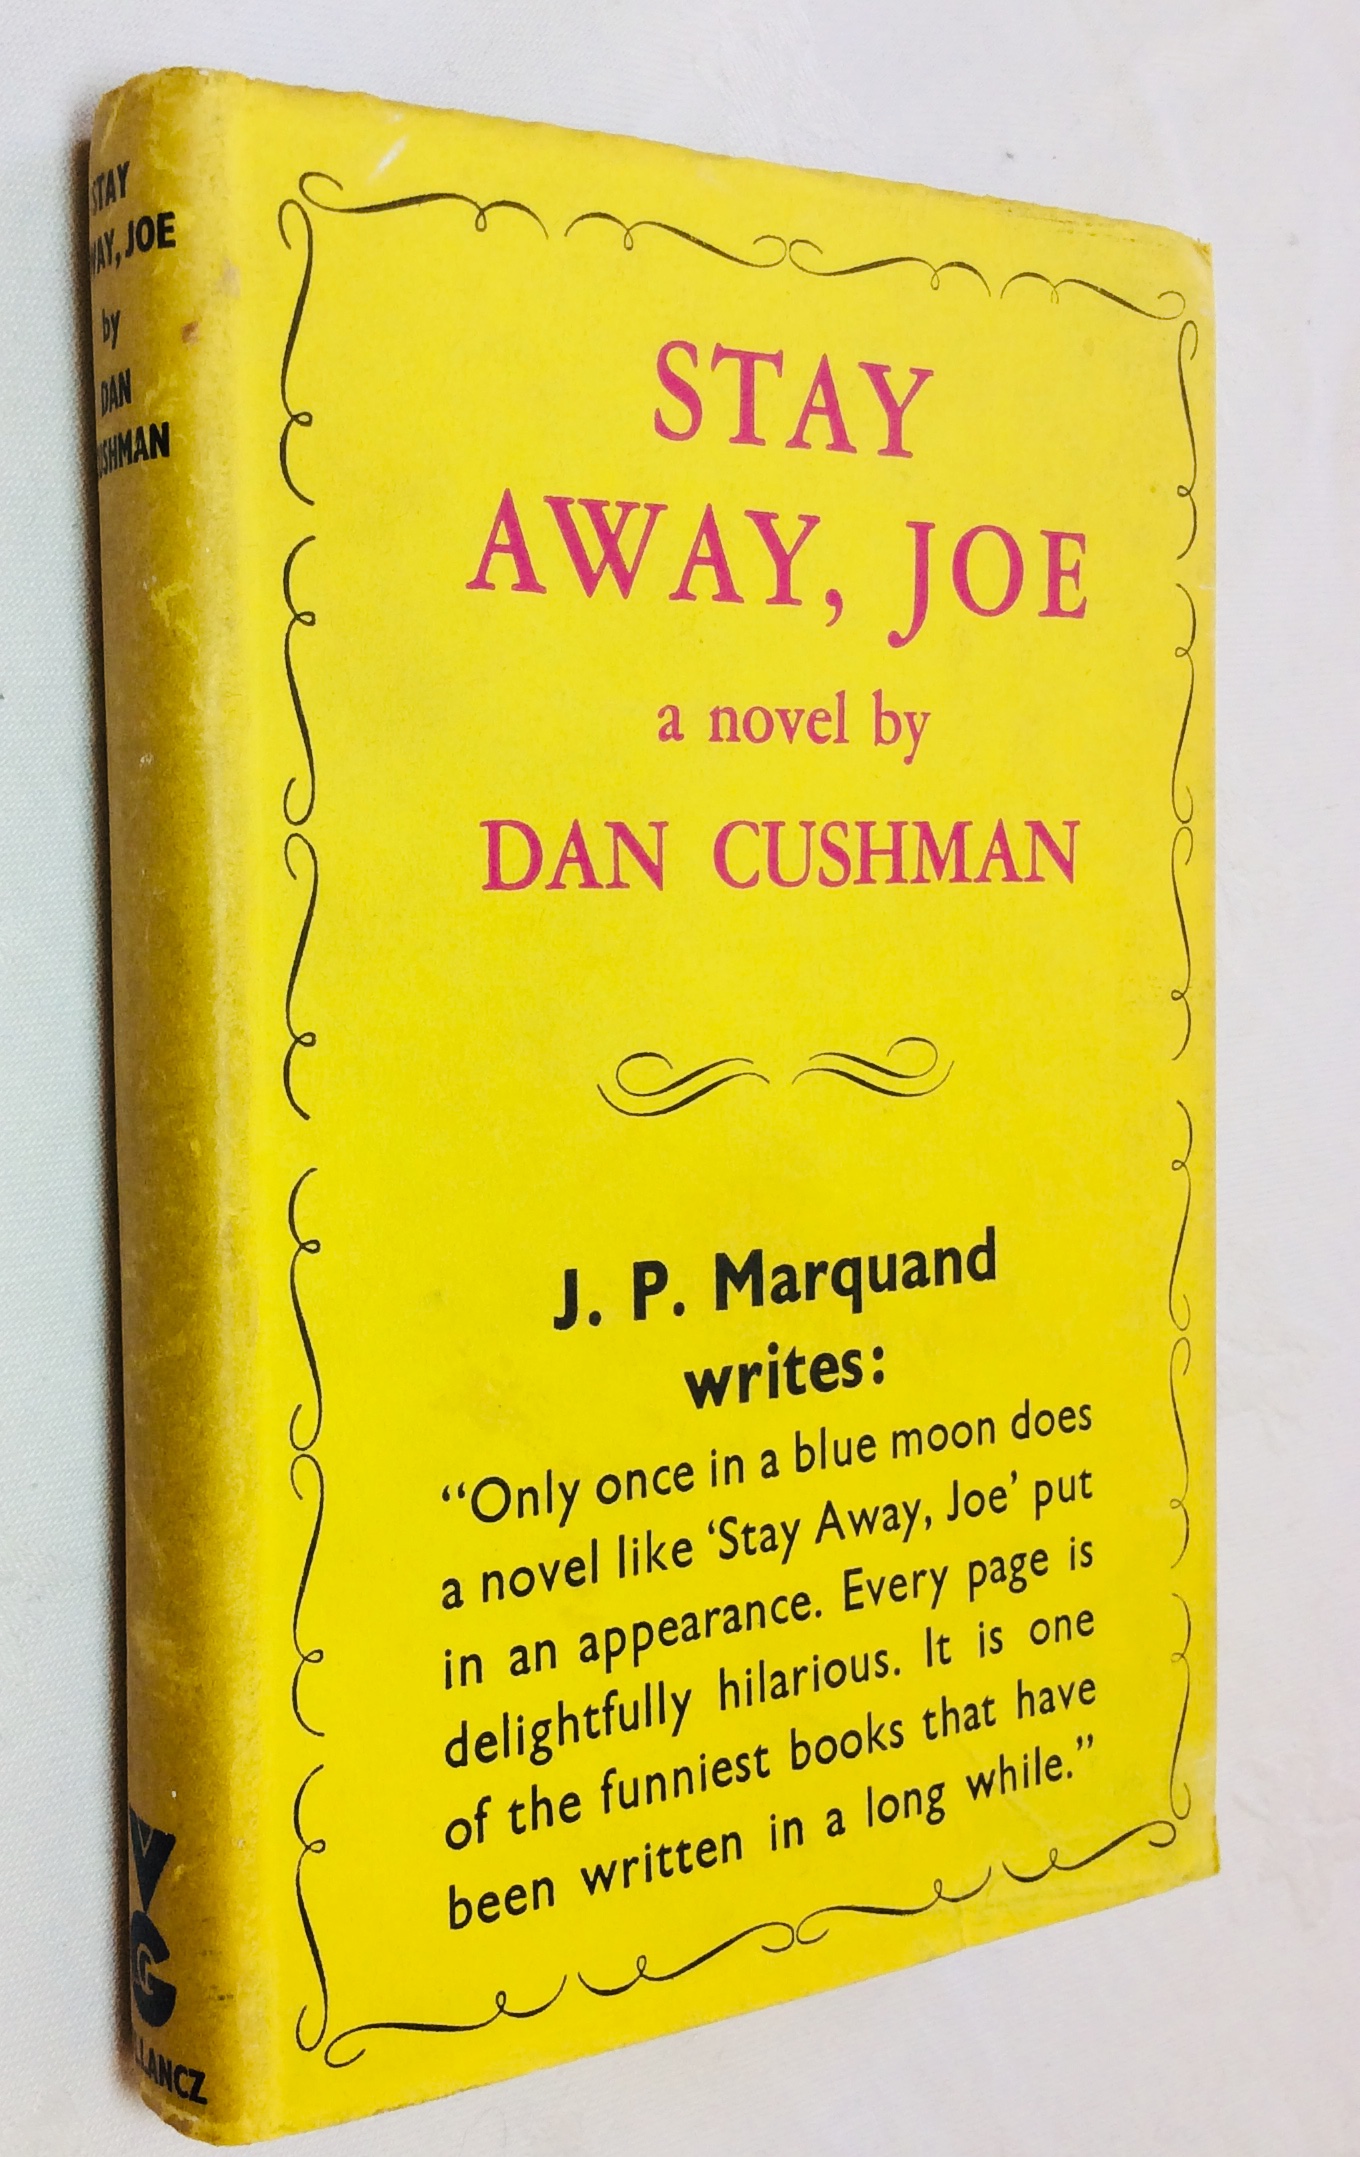 STAY
AWAY, JOE
by
DAN
CUSHMAN
VG
GOLLANCZ
STAY
AWAY, JOE
a novel by
DAN CUSHMAN
J. P. Marquand
writes:
“Only once in a blue moon does
a novel like ‘Stay Away, Joe’ put
in an appearance. Every page is
delightfully hilarious. It is one
of the funniest books that have
been written in a long while.”